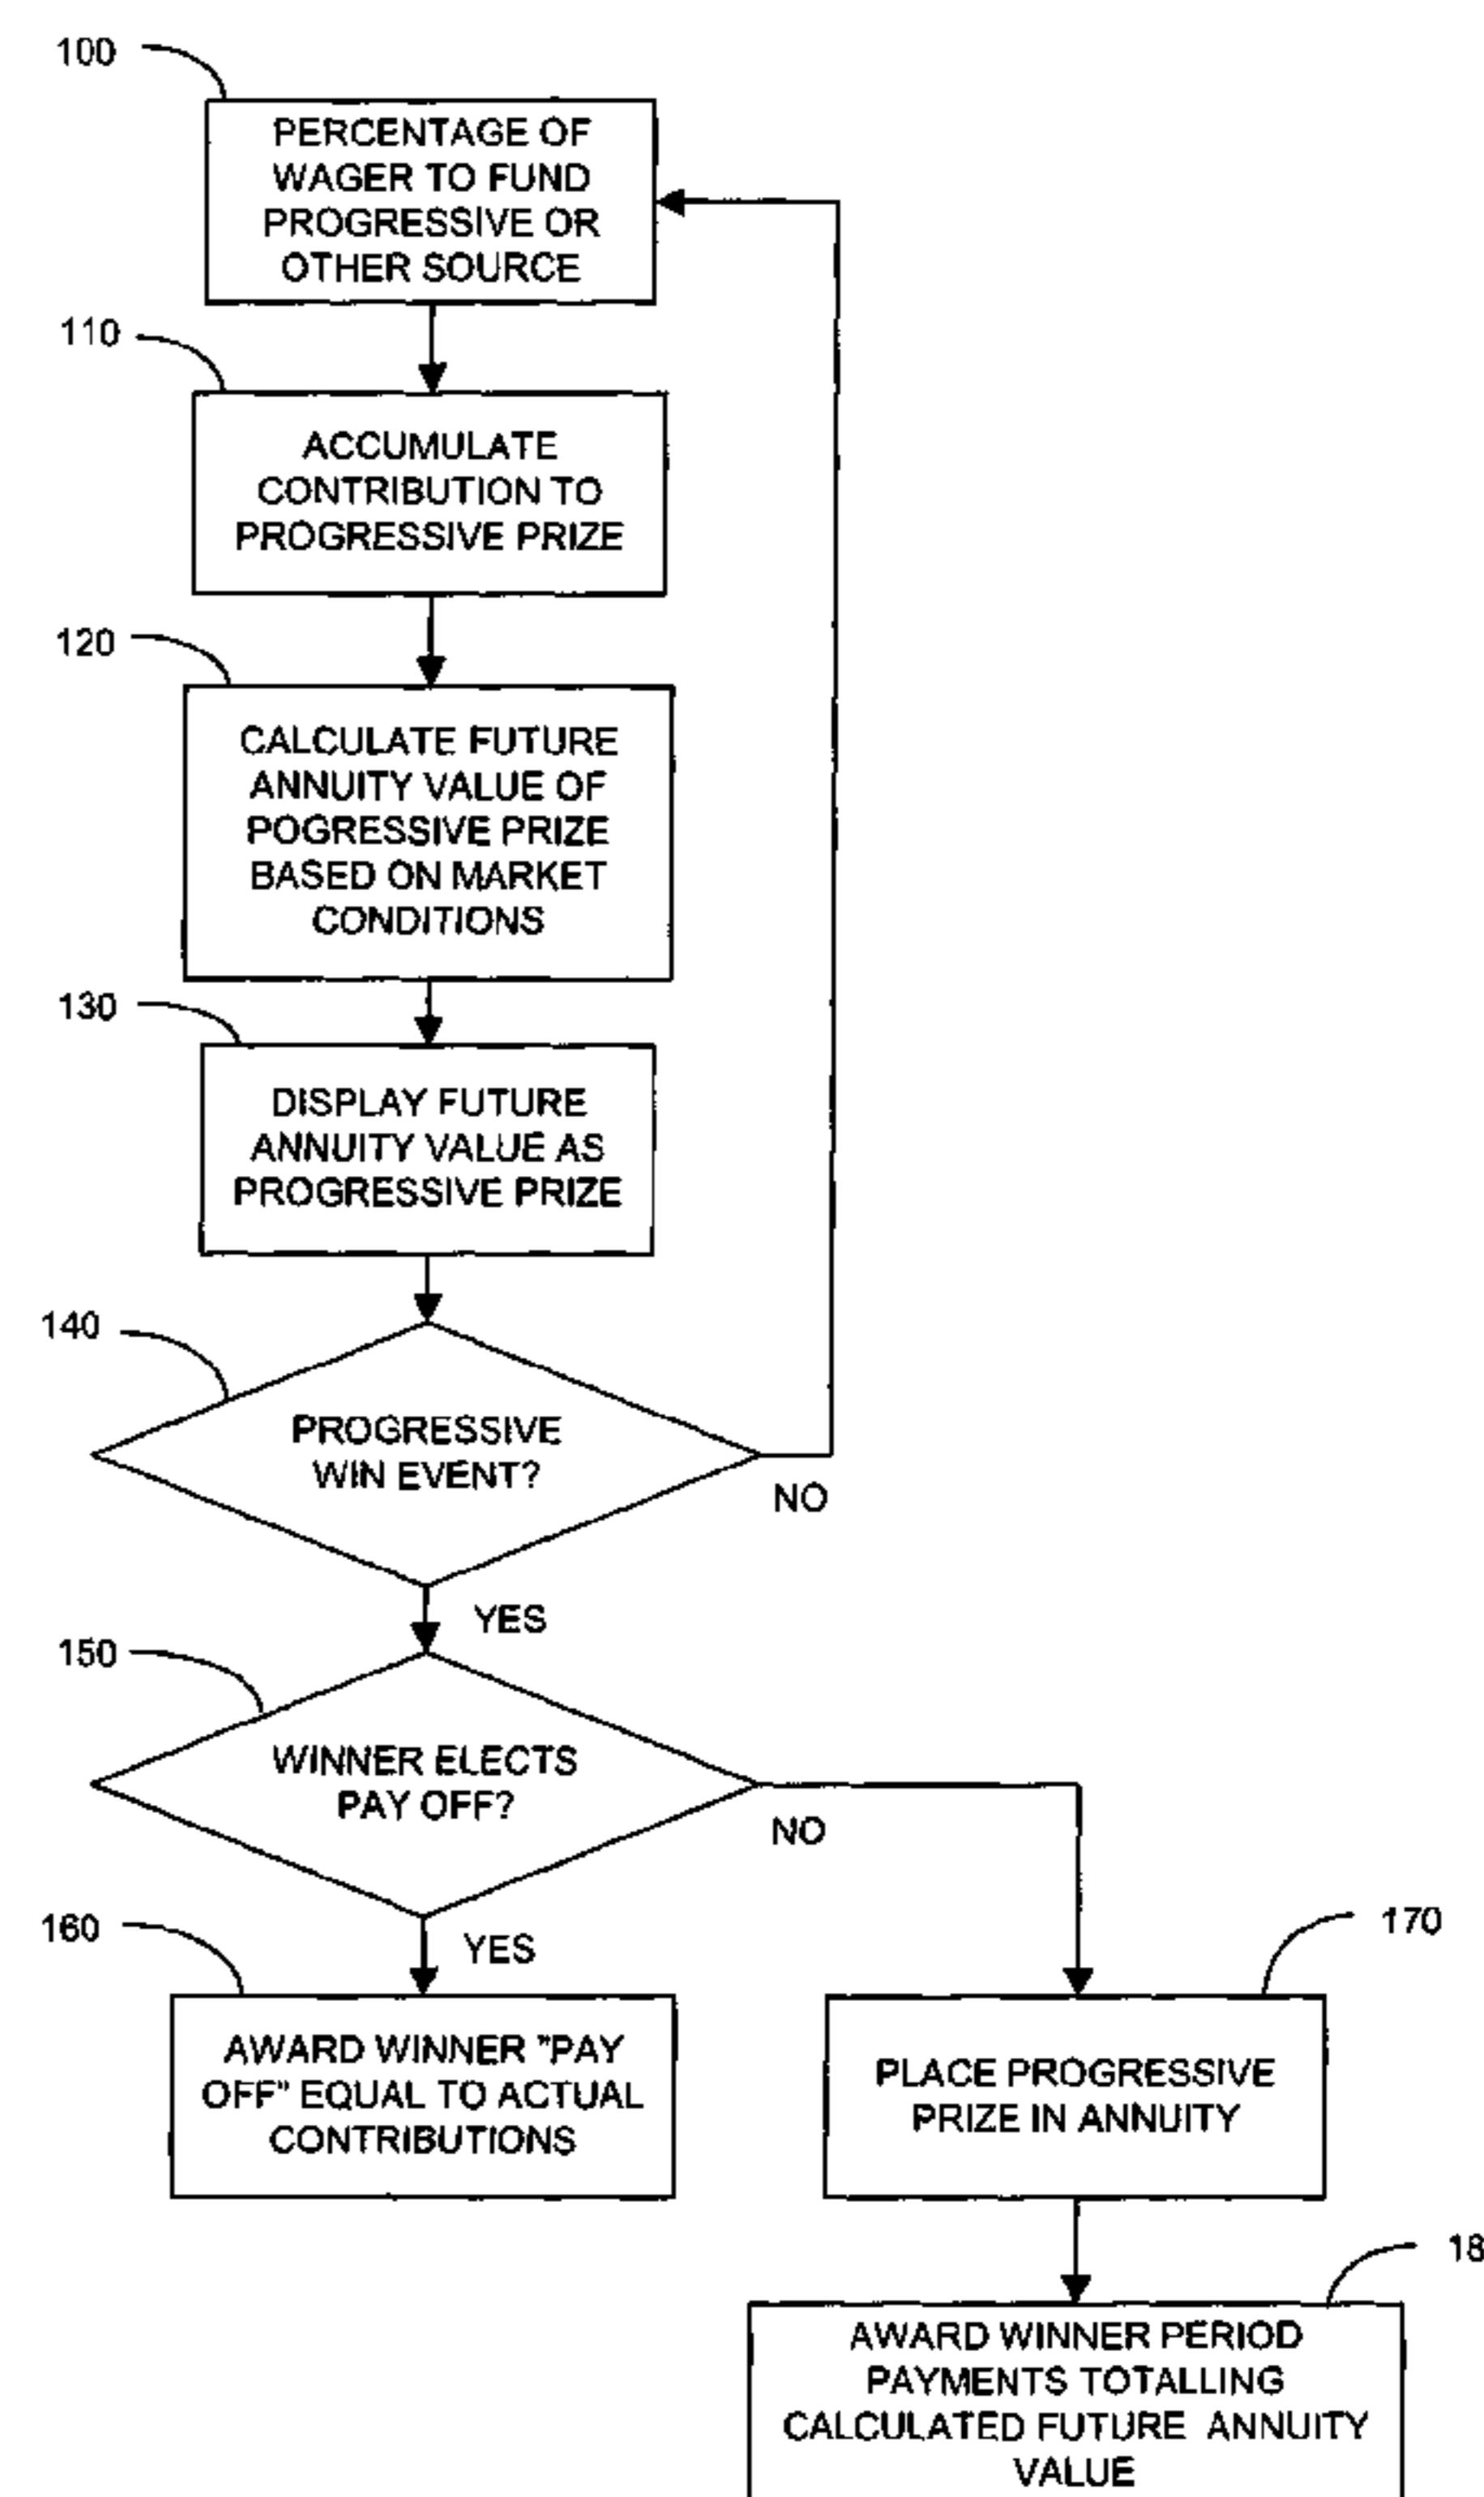 100
PERCENTAGE OF
WAGER TO FUND
PROGRESSIVE OR
OTHER SOURCE
110
ACCUMULATE
CONTRIBUTION TO
PROGRESSIVE PRIZE
120
CALCULATE FUTURE
ANNUITY VALUE OF
POGRESSIVE PRIZE
BASED ON MARKET
CONDITIONS
130
DISPLAY FUTURE
ANNUITY VALUE AS
PROGRESSIVE PRIZE
140
PROGRESSIVE
WIN EVENT?
NO
YES
150
WINNER ELECTS
PAY OFF?
NO
YES
160
AWARD WINNER "PAY
OFF" EQUAL TO ACTUAL
CONTRIBUTIONS
170
PLACE PROGRESSIVE
PRIZE IN ANNUITY
18
AWARD WINNER PERIOD
PAYMENTS TOTALLING
CALCULATED FUTURE ANNUITY
VALUE